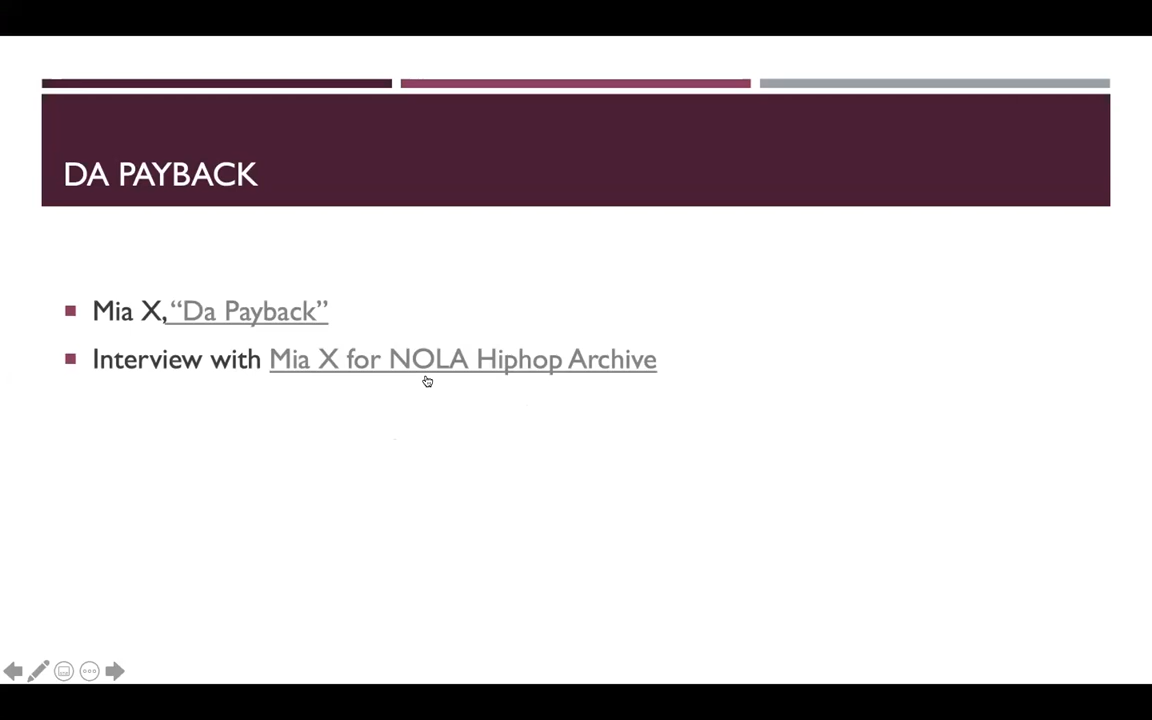 DA PAYBACK
Mia X, “Da Payback”
Interview with Mia X for NOLA Hiphop Archive